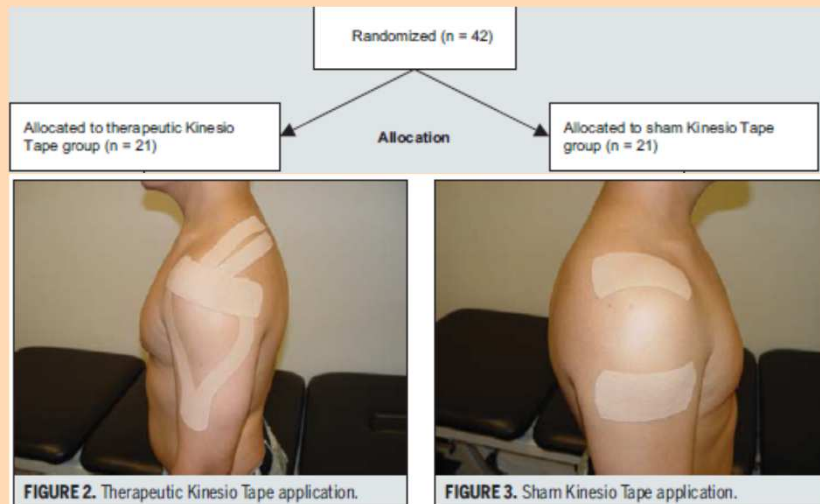 Randomized (n = 42)
Allocated to therapeutic Kinesio
Tape group (n = 21)
Allocation
Allocated to sham Kinesio Tape
group (n = 21)
FIGURE 2. Therapeutic Kinesio Tape application.
FIGURE 3. Sham Kinesio Tape application.